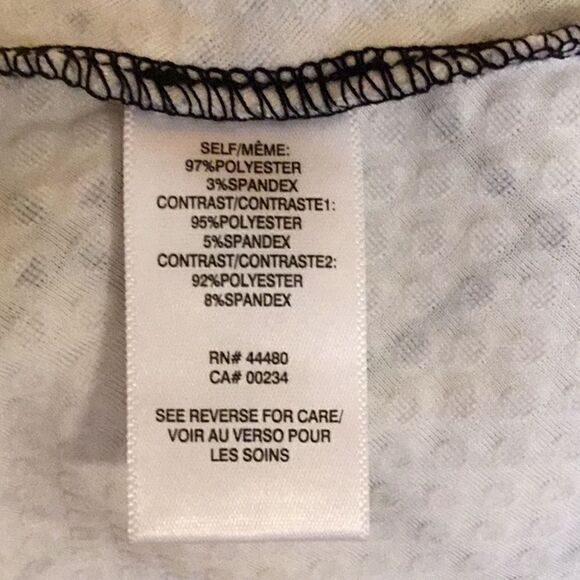 SELF/MÊME:
97%POLYESTER
3%SPANDEX
CONTRAST/CONTRASTE1:
95%POLYESTER
5%SPANDEX
CONTRAST/CONTRASTE2:
92%POLYESTER
8%SPANDEX
RN# 44480
CA# 00234
SEE REVERSE FOR CARE/
VOIR AU VERSO POUR
LES SOINS